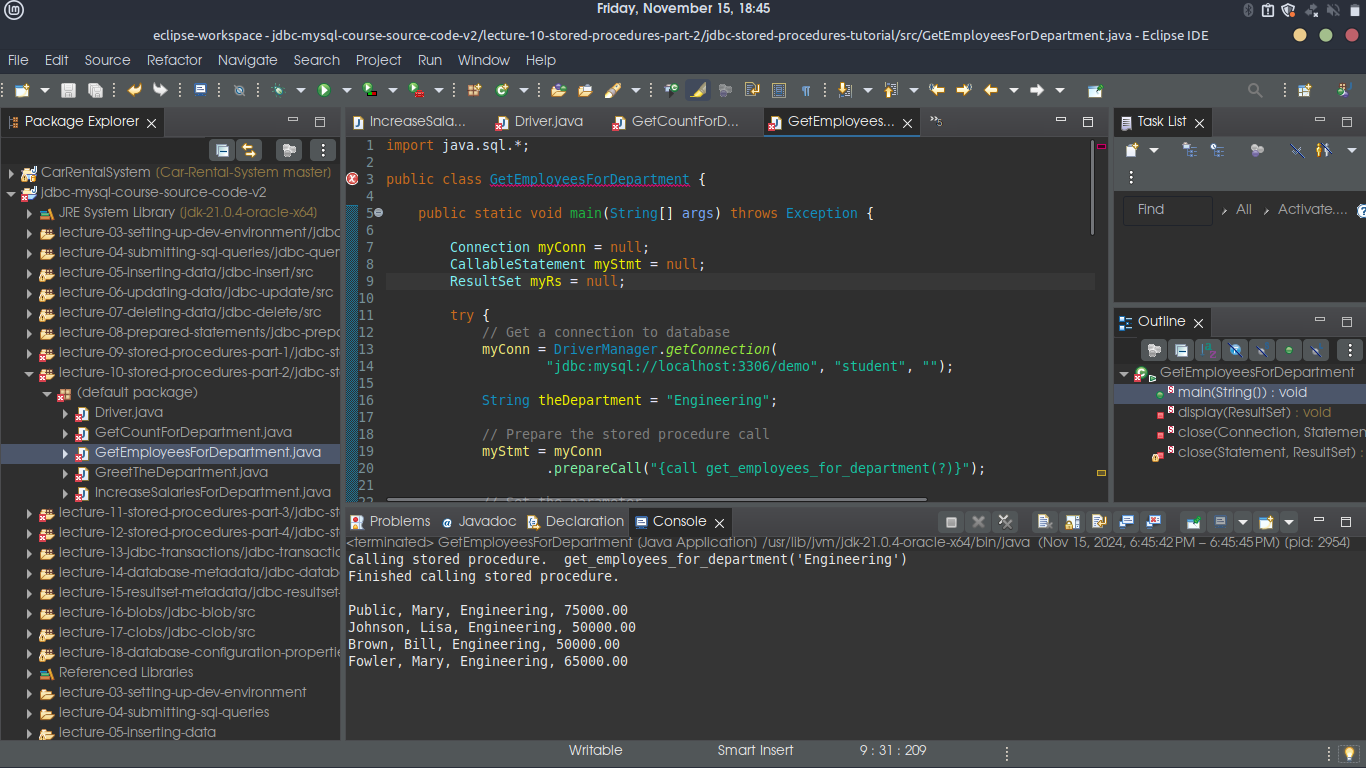 Friday, November 15, 18:45
eclipse-workspace - jdbc-mysql-course-source-code-v2/lecture-10-stored-procedures-part-2/jdbc-stored-procedures-tutorial/src/GetEmployeesForDepartment.java - Eclipse IDE
File Edit Source Refactor Navigate Search Project Run Window Help
Package Explorer
CarRentalSystem [Car-Rental-System master]
jdbc-mysql-course-source-code-v2
JRE System Library [jdk-21.0.4-oracle-x64]
lecture-03-setting-up-dev-environment/jdbc
lecture-04-submitting-sql-queries/jdbc-quer
lecture-05-inserting-data/jdbc-insert/src
lecture-06-updating-data/jdbc-update/src
lecture-07-deleting-data/jdbc-delete/src
lecture-08-prepared-statements/jdbc-prepa
lecture-09-stored-procedures-part-1/jdbc-st
lecture-10-stored-procedures-part-2/jdbc-st
(default package)
Driver.java
GetCountForDepartment.java
GetEmployeesForDepartment.java
GreetTheDepartment.java
IncreaseSalariesForDepartment.java
lecture-11-stored-procedures-part-3/jdbc-st
lecture-12-stored-procedures-part-4/jdbc-st
lecture-13-jdbc-transactions/jdbc-transactio
lecture-14-database-metadata/jdbc-datab
lecture-15-resultset-metadata/jdbc-resultset-
lecture-16-blobs/jdbc-blob/src
lecture-17-clobs/jdbc-clob/src
lecture-18-database-configuration-propertie
Referenced Libraries
lecture-03-setting-up-dev-environment
lecture-04-submitting-sql-queries
lecture-05-inserting-data
IncreaseSala... Driver.java GetCountForD... GetEmployees...
1 import java.sql.*;
2
3 public class GetEmployeesForDepartment {
4
5 public static void main(String[] args) throws Exception {
6
7 Connection myConn = null;
8 CallableStatement myStmt = null;
9 ResultSet myRs = null;
10
11 try {
12 // Get a connection to database
13 myConn = DriverManager.getConnection(
14 "jdbc:mysql://localhost:3306/demo", "student", "");
15
16 String theDepartment = "Engineering";
17
18 // Prepare the stored procedure call
19 myStmt = myConn
20 .prepareCall("{call get_employees_for_department(?)}");
21
22 // Set the parameter
Task List
Find All Activate....
Outline
GetEmployeesForDepartment
main(String[]) : void
display(ResultSet) : void
close(Connection, Statemen
close(Statement, ResultSet) :
Problems Javadoc Declaration Console
<terminated> GetEmployeesForDepartment [Java Application] /usr/lib/jvm/jdk-21.0.4-oracle-x64/bin/java (Nov 15, 2024, 6:45:42 PM – 6:45:45 PM) [pid: 2954]
Calling stored procedure. get_employees_for_department('Engineering')
Finished calling stored procedure.
Public, Mary, Engineering, 75000.00
Johnson, Lisa, Engineering, 50000.00
Brown, Bill, Engineering, 50000.00
Fowler, Mary, Engineering, 65000.00
Writable Smart Insert 9 : 31 : 209